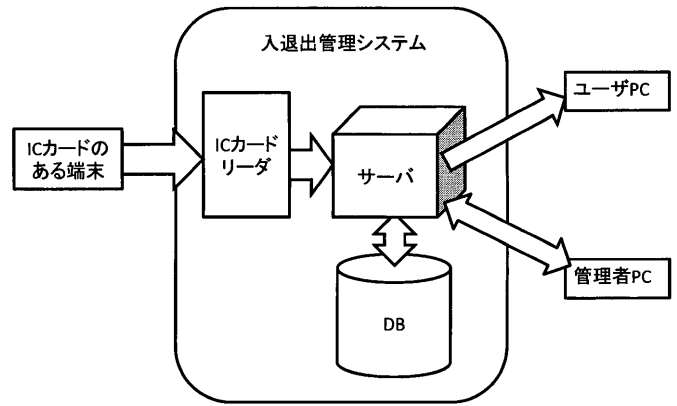 入退出管理システム
ICカードの
ある端末
ICカード
リーダ
サーバ
DB
ユーザPC
管理者PC